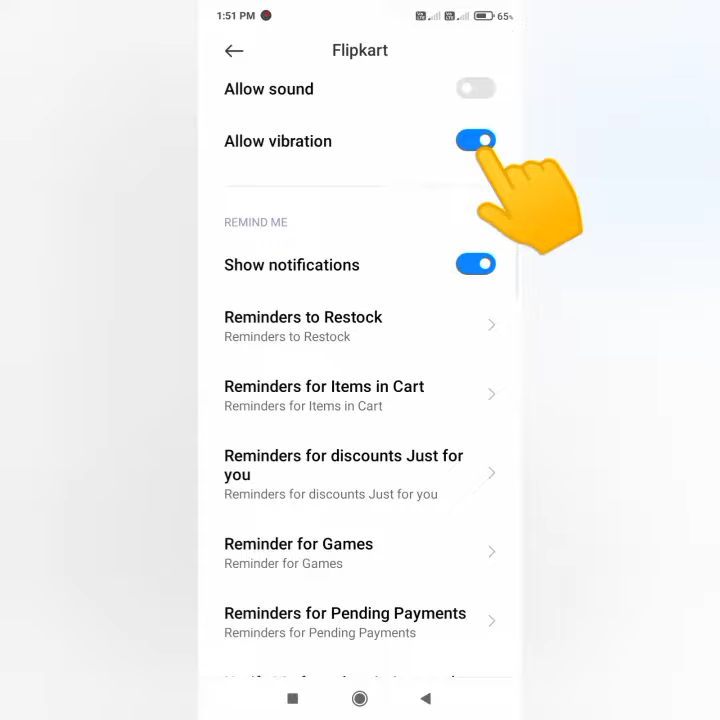 1:51 PM
65%
Flipkart
Allow sound
Allow vibration
REMIND ME
Show notifications
Reminders to Restock
Reminders to Restock
Reminders for Items in Cart
Reminders for Items in Cart
Reminders for discounts Just for
you
Reminders for discounts Just for you
Reminder for Games
Reminder for Games
Reminders for Pending Payments
Reminders for Pending Payments